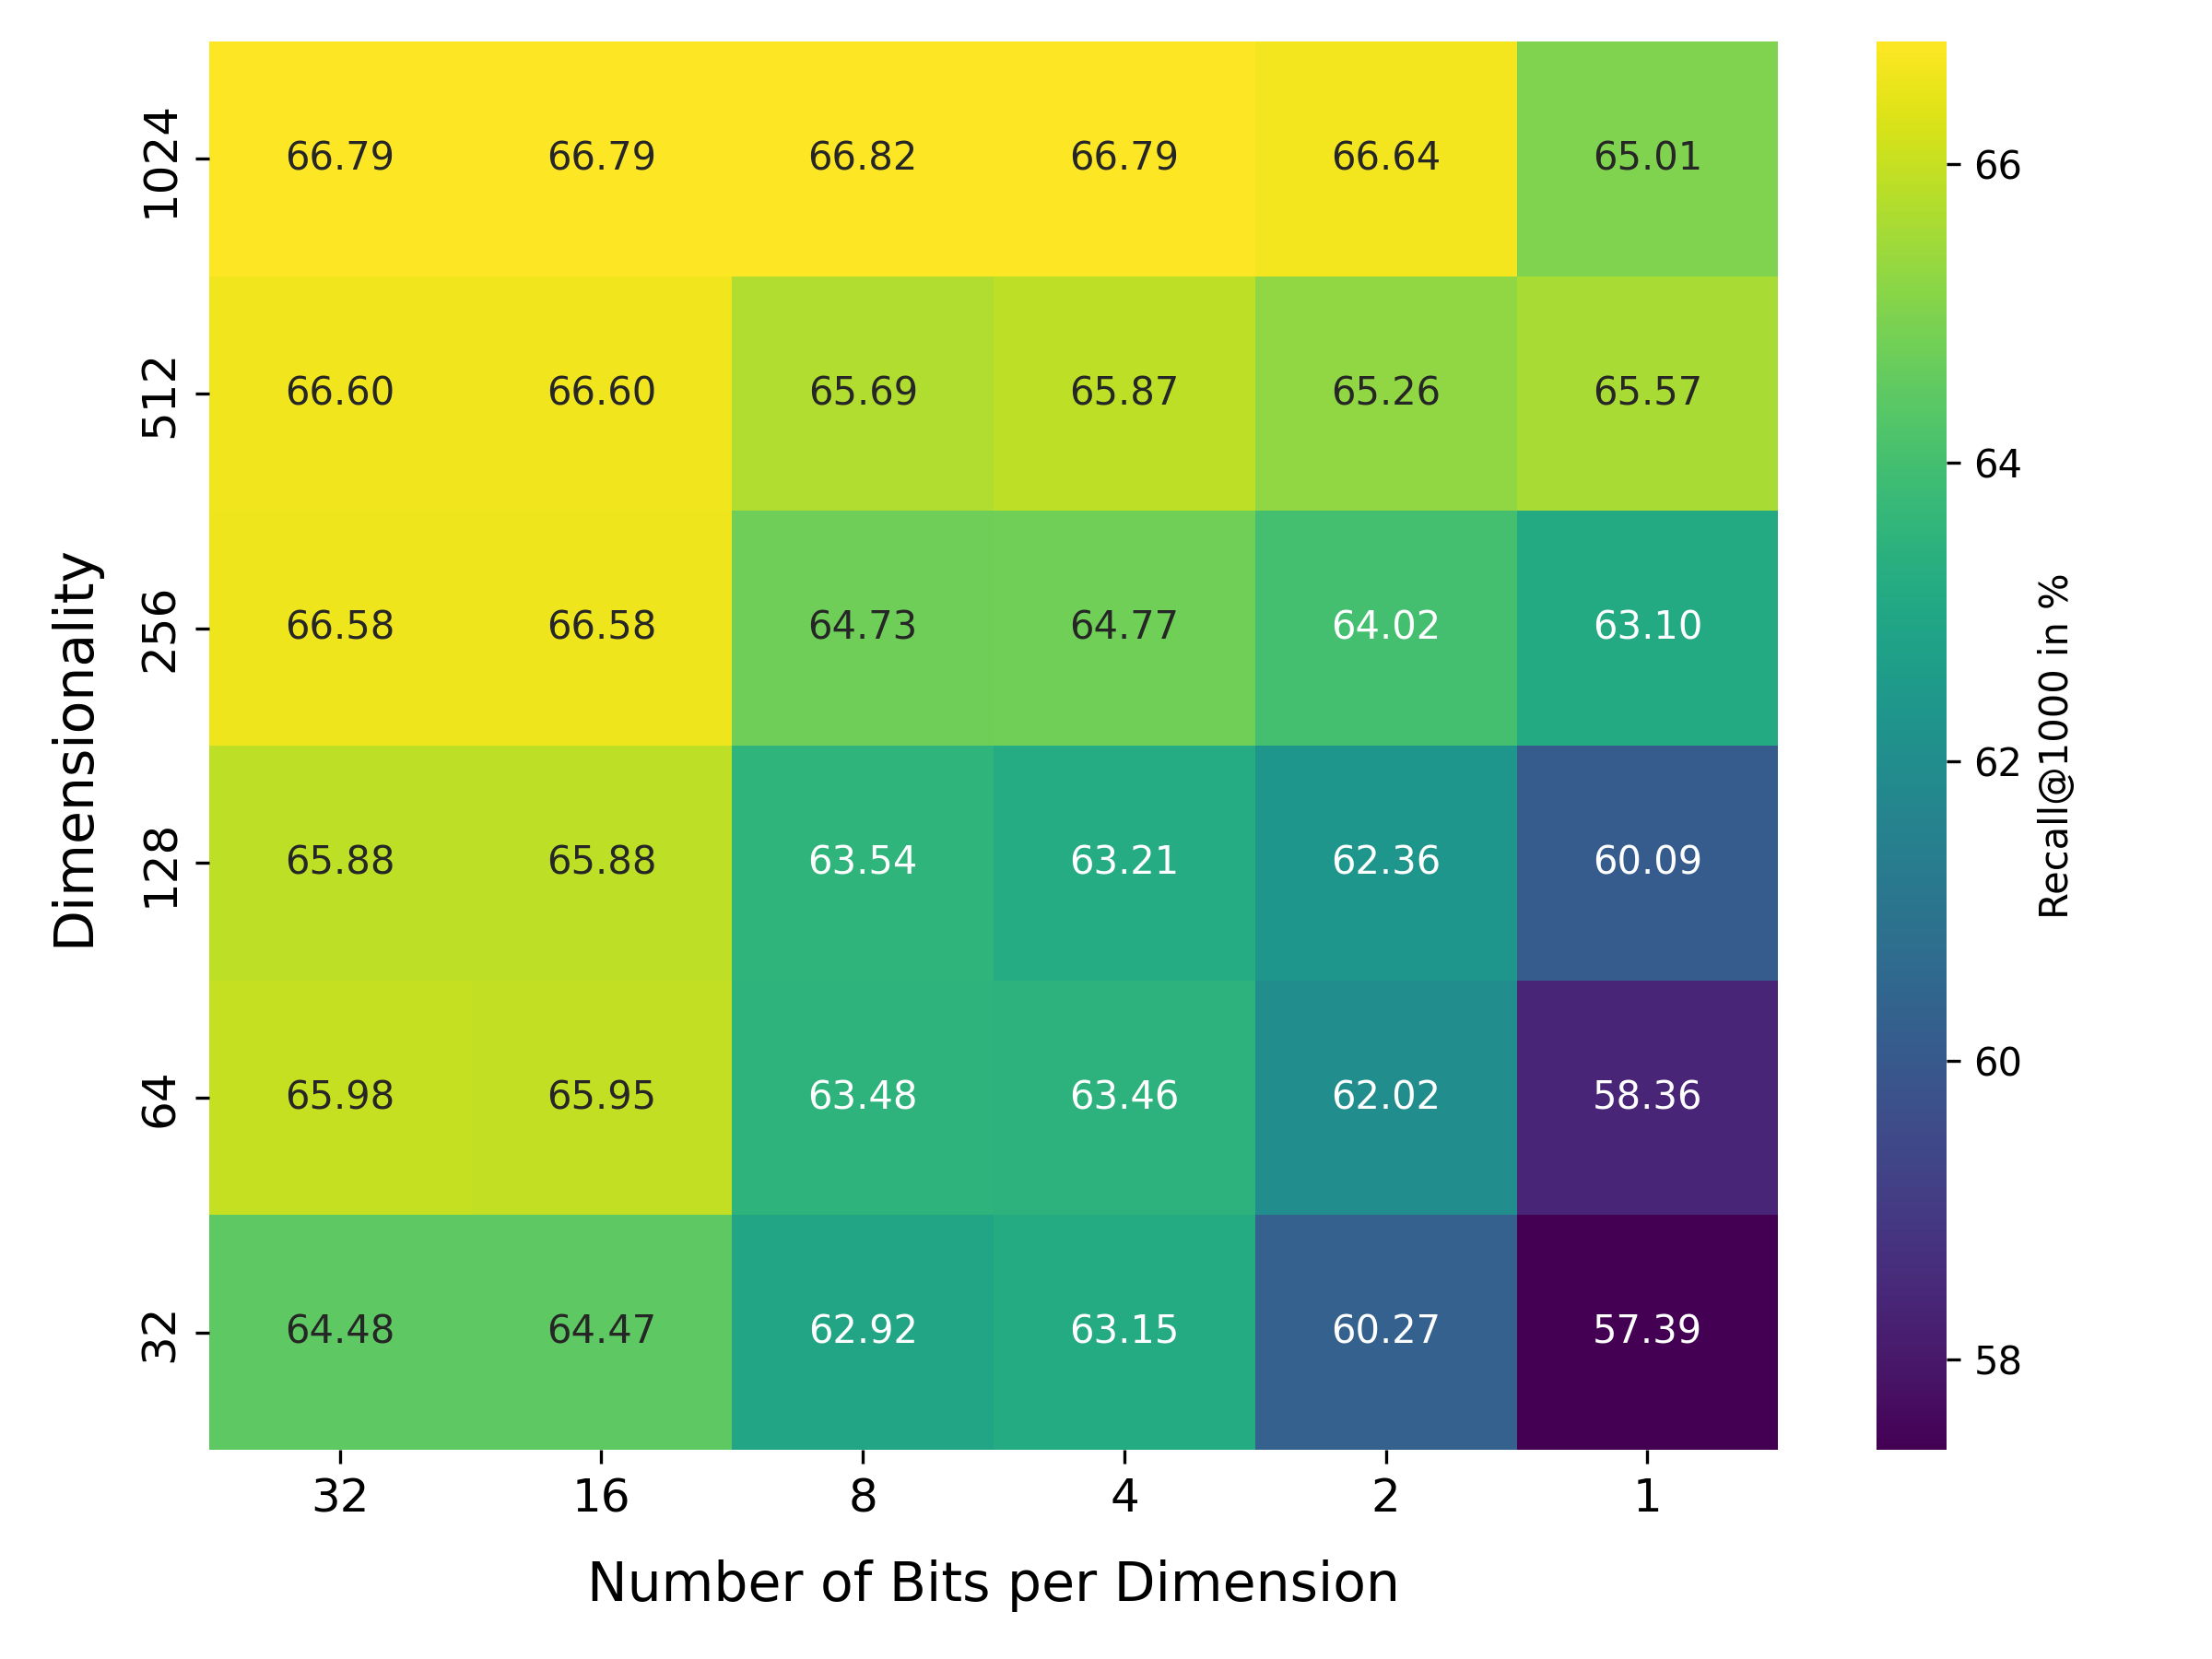 1024 66.79 66.79 66.82 66.79 66.64 65.01
512 66.60 66.60 65.69 65.87 65.26 65.57
256 66.58 66.58 64.73 64.77 64.02 63.10
128 65.88 65.88 63.54 63.21 62.36 60.09
64 65.98 65.95 63.48 63.46 62.02 58.36
32 64.48 64.47 62.92 63.15 60.27 57.39
32 16 8 4 2 1
Number of Bits per Dimension
Dimensionality
66
64
62
60
58
Recall@1000 in %